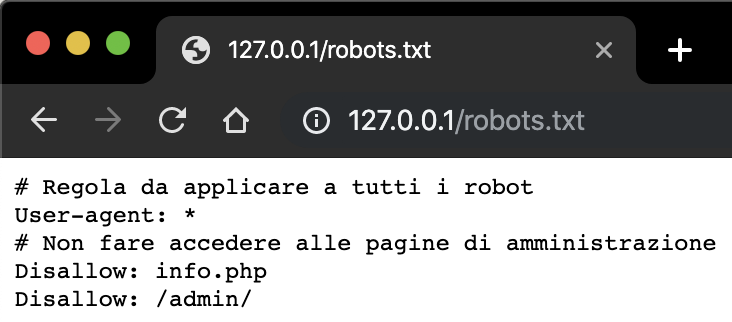 127.0.0.1/robots.txt
127.0.0.1/robots.txt
# Regola da applicare a tutti i robot
User-agent: *
# Non fare accedere alle pagine di amministrazione
Disallow: info.php
Disallow: /admin/